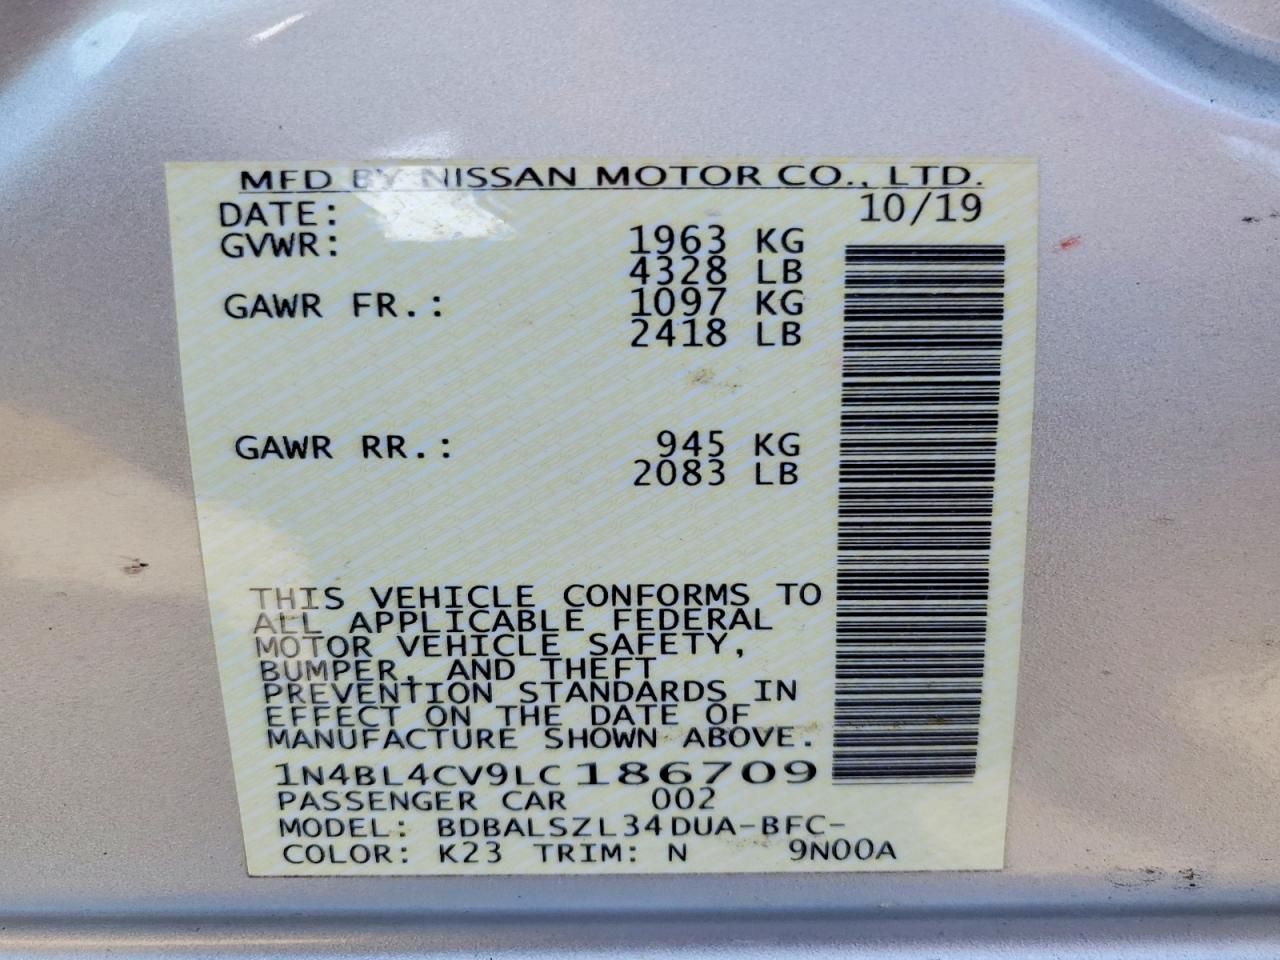 MFD BY NISSAN MOTOR CO., LTD.
DATE: 10/19
GVWR: 1963 KG
4328 LB
GAWR FR.: 1097 KG
2418 LB
GAWR RR.: 945 KG
2083 LB
THIS VEHICLE CONFORMS TO
ALL APPLICABLE FEDERAL
MOTOR VEHICLE SAFETY,
BUMPER, AND THEFT
PREVENTION STANDARDS IN
EFFECT ON THE DATE OF
MANUFACTURE SHOWN ABOVE.
1N4BL4CV9LC186709
PASSENGER CAR 002
MODEL: BDBALSZL34DUA-BFC-
COLOR: K23 TRIM: N 9N00A